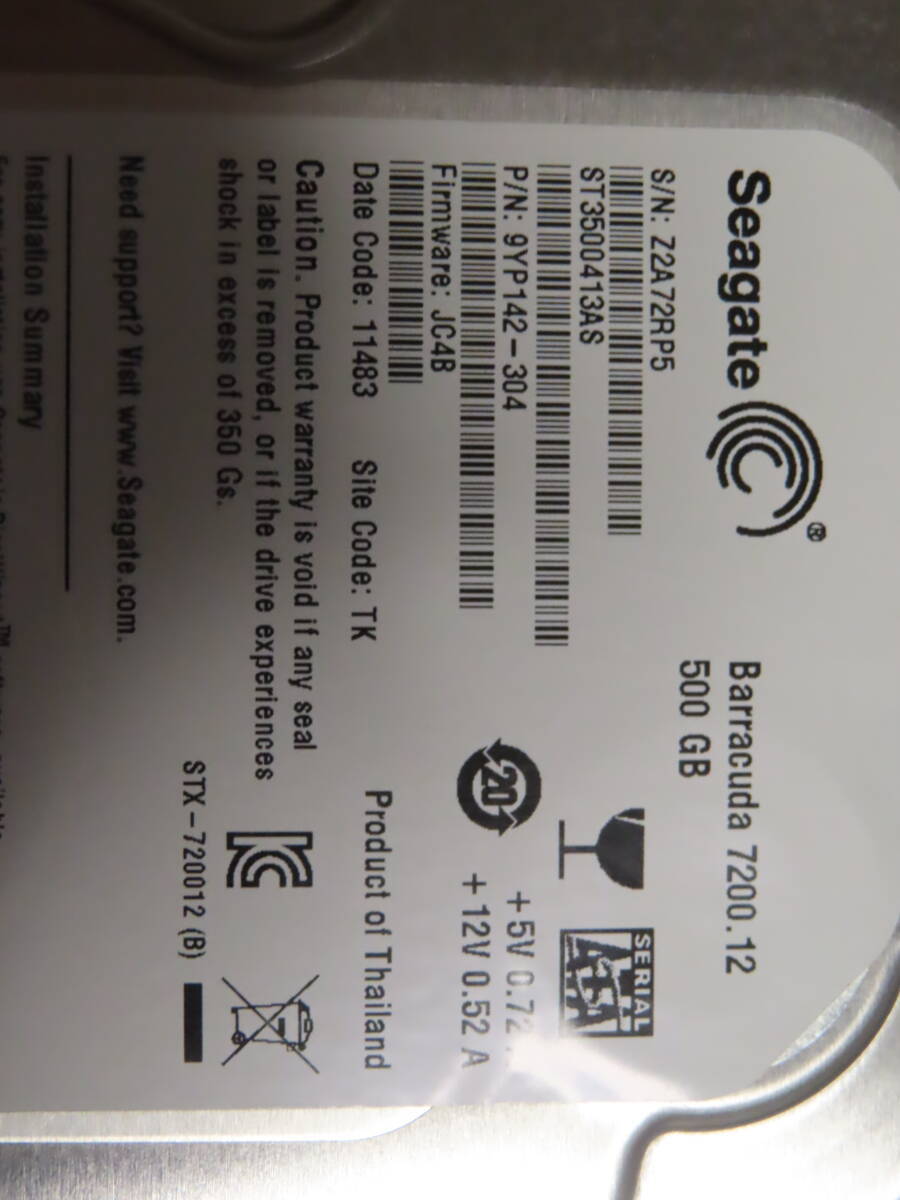 Seagate ®
Barracuda 7200.12
500 GB
S/N: Z2A72RP5
ST3500413AS
P/N: 9YP142-304
Firmware: JC4B
Date Code: 11483 Site Code: TK
SERIAL
ATA
20
+5V 0.72
+12V 0.52 A
Product of Thailand
Caution. Product warranty is void if any seal
or label is removed, or if the drive experiences
shock in excess of 350 Gs.
STX-720012 (B)
Need support? Visit www.Seagate.com.
Installation Summary